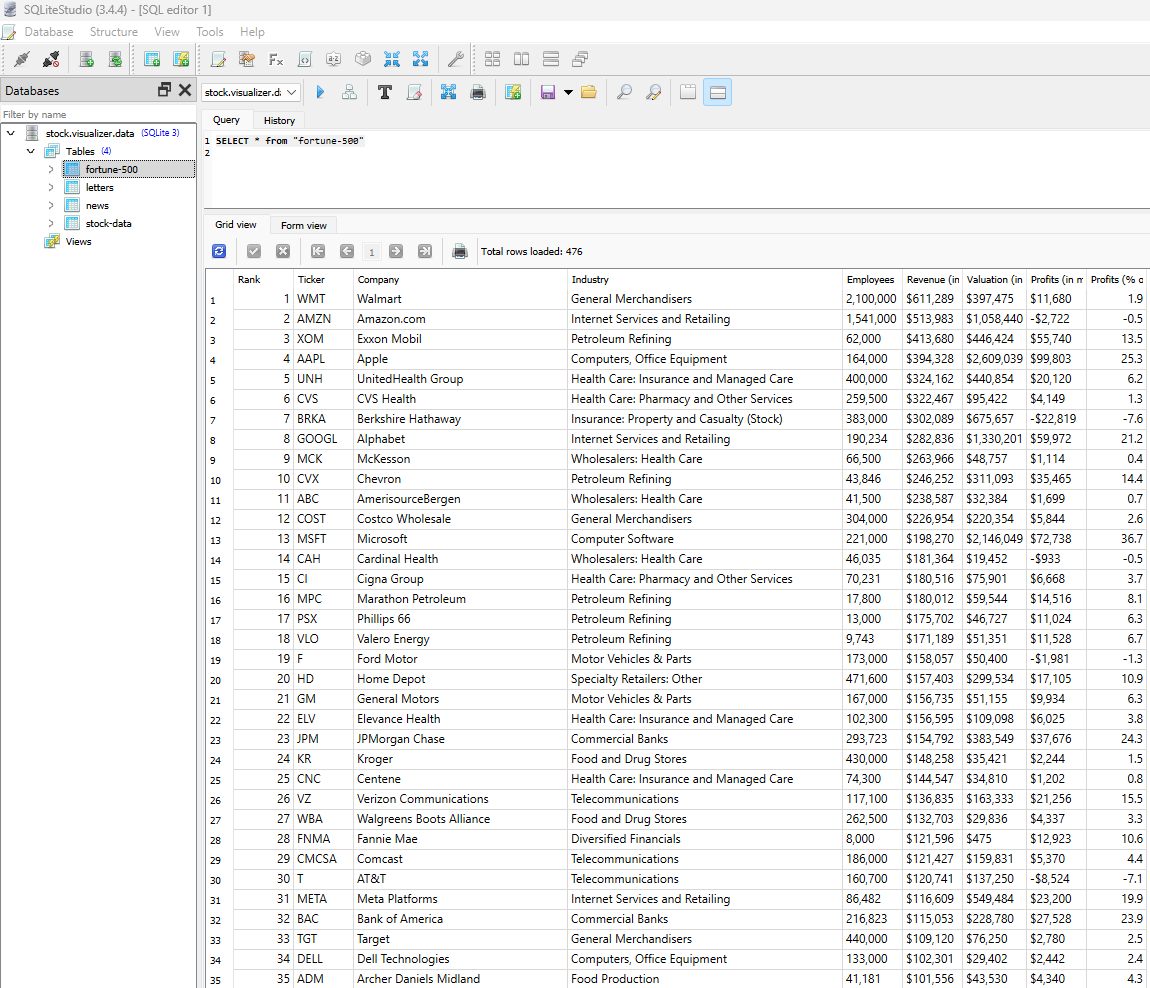 SQLiteStudio (3.4.4) - [SQL editor 1]
Database Structure View Tools Help
Databases
Filter by name
stock.visualizer.data (SQLite 3)
Tables (4)
fortune-500
letters
news
stock-data
Views
stock.visualizer.d
1
Query History
1 SELECT * from "fortune-500"
2
Grid view Form view
1 Total rows loaded: 476
Rank Ticker Company Industry Employees Revenue (in Valuation (in Profits (in m Profits (% o
1 1 WMT Walmart General Merchandisers 2,100,000 $611,289 $397,475 $11,680 1.9
2 2 AMZN Amazon.com Internet Services and Retailing 1,541,000 $513,983 $1,058,440 -$2,722 -0.5
3 3 XOM Exxon Mobil Petroleum Refining 62,000 $413,680 $446,424 $55,740 13.5
4 4 AAPL Apple Computers, Office Equipment 164,000 $394,328 $2,609,039 $99,803 25.3
5 5 UNH UnitedHealth Group Health Care: Insurance and Managed Care 400,000 $324,162 $440,854 $20,120 6.2
6 6 CVS CVS Health Health Care: Pharmacy and Other Services 259,500 $322,467 $95,422 $4,149 1.3
7 7 BRKA Berkshire Hathaway Insurance: Property and Casualty (Stock) 383,000 $302,089 $675,657 -$22,819 -7.6
8 8 GOOGL Alphabet Internet Services and Retailing 190,234 $282,836 $1,330,201 $59,972 21.2
9 9 MCK McKesson Wholesalers: Health Care 66,500 $263,966 $48,757 $1,114 0.4
10 10 CVX Chevron Petroleum Refining 43,846 $246,252 $311,093 $35,465 14.4
11 11 ABC AmerisourceBergen Wholesalers: Health Care 41,500 $238,587 $32,384 $1,699 0.7
12 12 COST Costco Wholesale General Merchandisers 304,000 $226,954 $220,354 $5,844 2.6
13 13 MSFT Microsoft Computer Software 221,000 $198,270 $2,146,049 $72,738 36.7
14 14 CAH Cardinal Health Wholesalers: Health Care 46,035 $181,364 $19,452 -$933 -0.5
15 15 CI Cigna Group Health Care: Pharmacy and Other Services 70,231 $180,516 $75,901 $6,668 3.7
16 16 MPC Marathon Petroleum Petroleum Refining 17,800 $180,012 $59,544 $14,516 8.1
17 17 PSX Phillips 66 Petroleum Refining 13,000 $175,702 $46,727 $11,024 6.3
18 18 VLO Valero Energy Petroleum Refining 9,743 $171,189 $51,351 $11,528 6.7
19 19 F Ford Motor Motor Vehicles & Parts 173,000 $158,057 $50,400 -$1,981 -1.3
20 20 HD Home Depot Specialty Retailers: Other 471,600 $157,403 $299,534 $17,105 10.9
21 21 GM General Motors Motor Vehicles & Parts 167,000 $156,735 $51,155 $9,934 6.3
22 22 ELV Elevance Health Health Care: Insurance and Managed Care 102,300 $156,595 $109,098 $6,025 3.8
23 23 JPM JPMorgan Chase Commercial Banks 293,723 $154,792 $383,549 $37,676 24.3
24 24 KR Kroger Food and Drug Stores 430,000 $148,258 $35,421 $2,244 1.5
25 25 CNC Centene Health Care: Insurance and Managed Care 74,300 $144,547 $34,810 $1,202 0.8
26 26 VZ Verizon Communications Telecommunications 117,100 $136,835 $163,333 $21,256 15.5
27 27 WBA Walgreens Boots Alliance Food and Drug Stores 262,500 $132,703 $29,836 $4,337 3.3
28 28 FNMA Fannie Mae Diversified Financials 8,000 $121,596 $475 $12,923 10.6
29 29 CMCSA Comcast Telecommunications 186,000 $121,427 $159,831 $5,370 4.4
30 30 T AT&T Telecommunications 160,700 $120,741 $137,250 -$8,524 -7.1
31 31 META Meta Platforms Internet Services and Retailing 86,482 $116,609 $549,484 $23,200 19.9
32 32 BAC Bank of America Commercial Banks 216,823 $115,053 $228,780 $27,528 23.9
33 33 TGT Target General Merchandisers 440,000 $109,120 $76,250 $2,780 2.5
34 34 DELL Dell Technologies Computers, Office Equipment 133,000 $102,301 $29,402 $2,442 2.4
35 35 ADM Archer Daniels Midland Food Production 41,181 $101,556 $43,530 $4,340 4.3